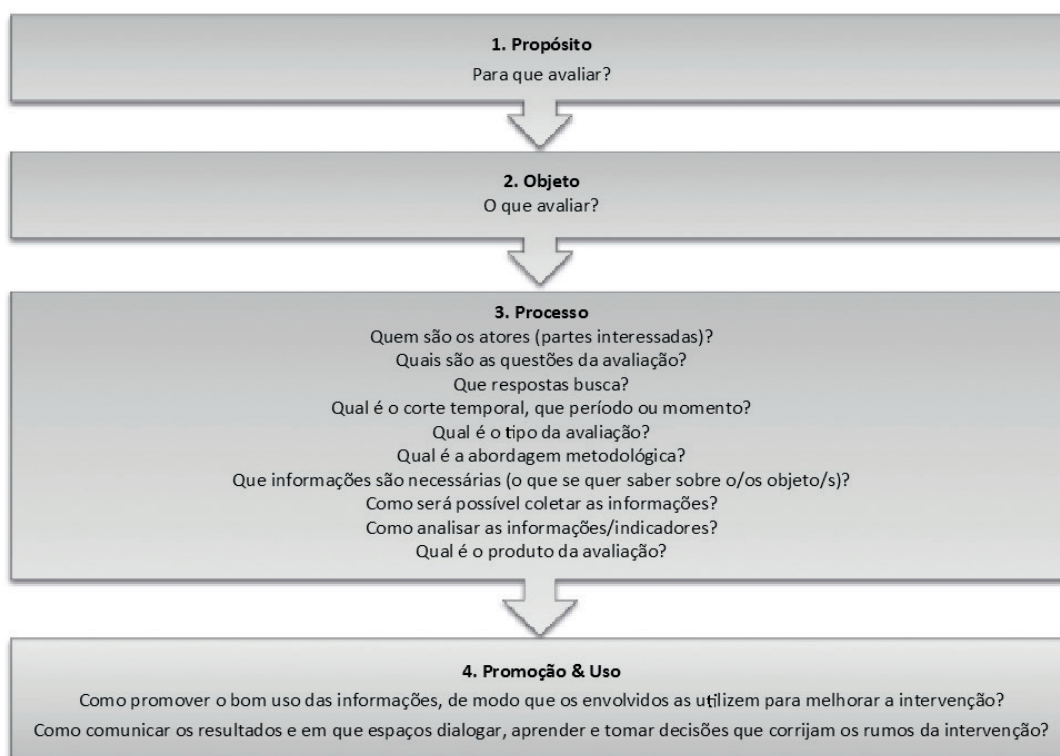 1. Propósito
Para que avaliar?
2. Objeto
O que avaliar?
3. Processo
Quem são os atores (partes interessadas)?
Quais são as questões da avaliação?
Que respostas busca?
Qual é o corte temporal, que período ou momento?
Qual é o tipo da avaliação?
Qual é a abordagem metodológica?
Que informações são necessárias (o que se quer saber sobre o/os objeto/s)?
Como será possível coletar as informações?
Como analisar as informações/indicadores?
Qual é o produto da avaliação?
4. Promoção & Uso
Como promover o bom uso das informações, de modo que os envolvidos as utilizem para melhorar a intervenção?
Como comunicar os resultados e em que espaços dialogar, aprender e tomar decisões que corrijam os rumos da intervenção?